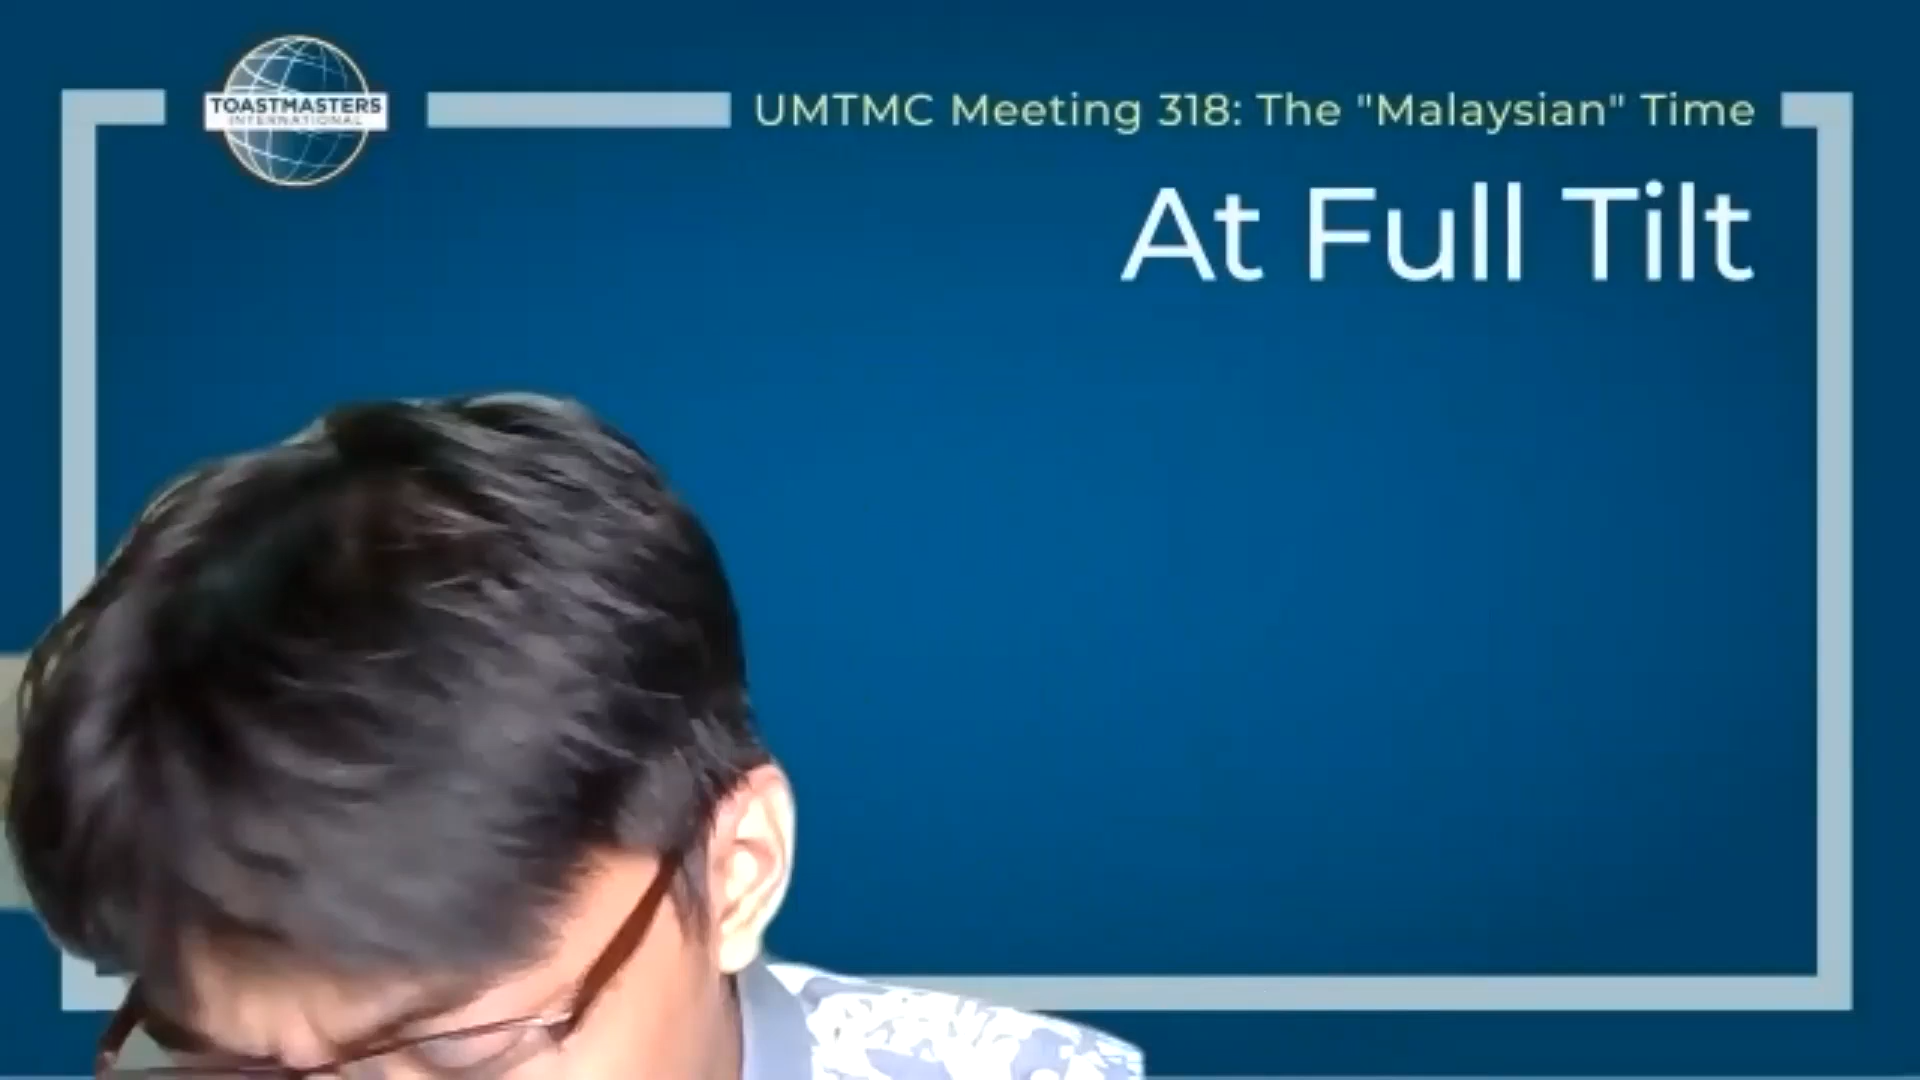 TOASTMASTERS
INTERNATIONAL
UMTMC Meeting 318: The "Malaysian" Time
At Full Tilt